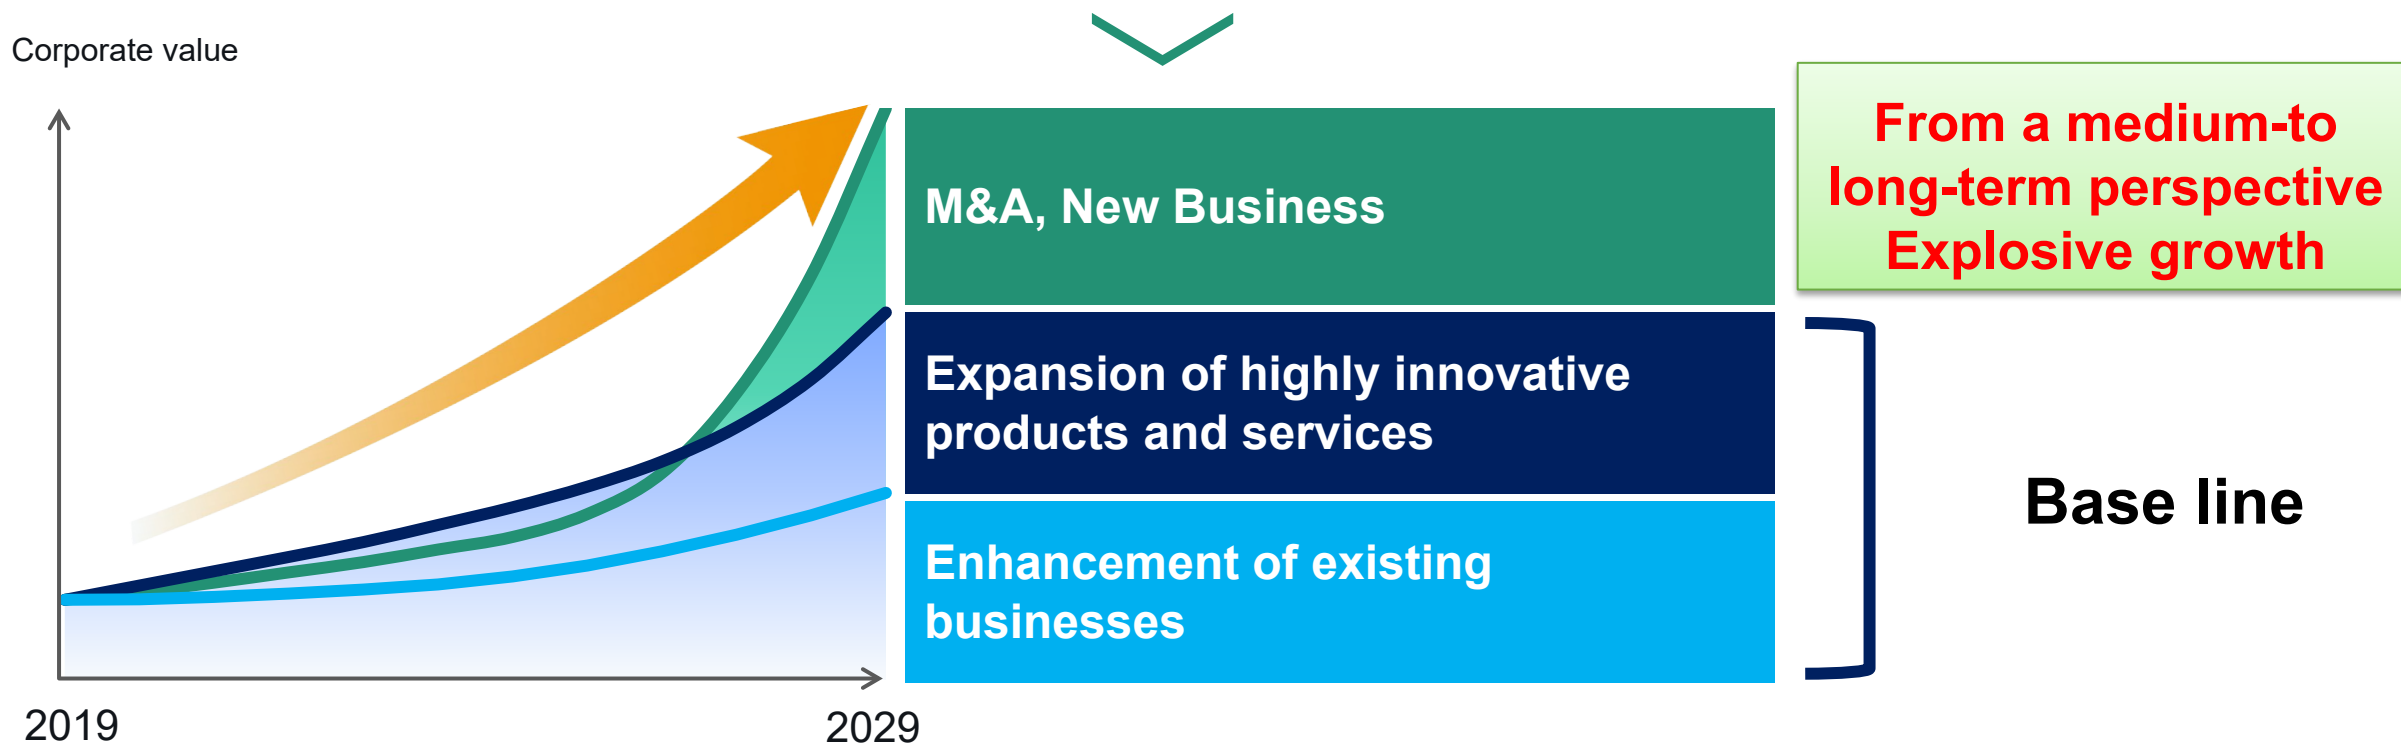 Corporate value
From a medium-to
long-term perspective
Explosive growth
M&A, New Business
Expansion of highly innovative
products and services
Base line
Enhancement of existing
businesses
2019
2029